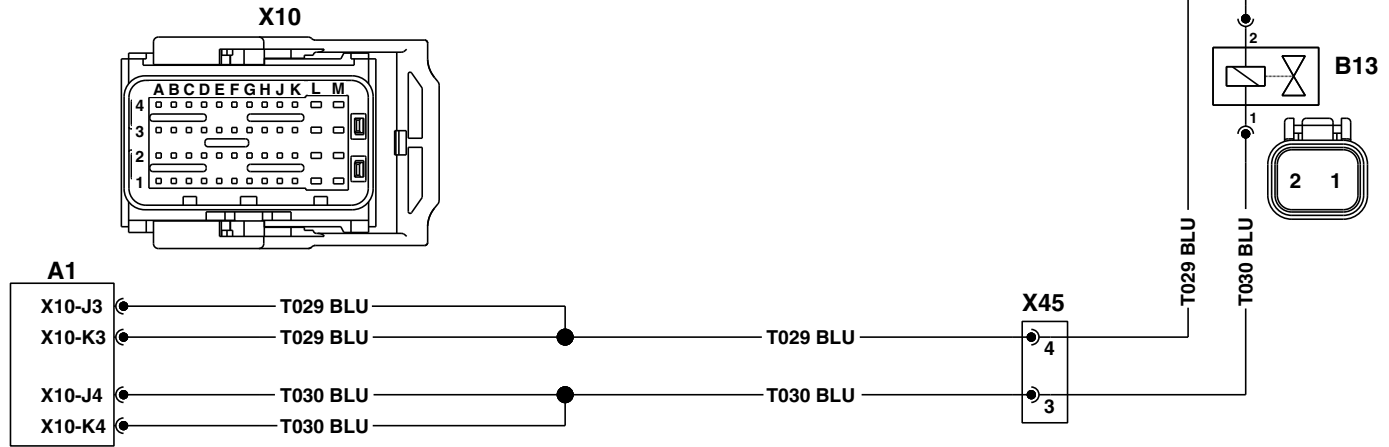 X10
2
B13
A B C D E F G H J K L M
4
3
2
1
1
2 1
T029 BLU
T030 BLU
A1
X10-J3 T029 BLU
X45
X10-K3 T029 BLU T029 BLU 4
X10-J4 T030 BLU T030 BLU 3
X10-K4 T030 BLU